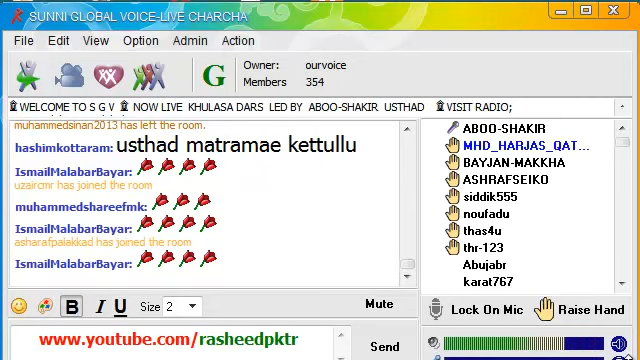 SUNNI GLOBAL VOICE-LIVE CHARCHA
File Edit View Option Admin Action
G Owner: ourvoice
Members 354
WELCOME TO S G V NOW LIVE KHULASA DARS LED BY ABOO-SHAKIR USTHAD VISIT RADIO;
muhammedsinan2013 has left the room.
hashimkottaram: usthad matramae kettullu
IsmailMalabarBayar:
uzaircmr has joined the room
muhammedshareefmk:
IsmailMalabarBayar:
asharafpalakkad has joined the room
IsmailMalabarBayar:
ABOO-SHAKIR
MHD_HARJAS_QAT...
BAYJAN-MAKKHA
ASHRAFSEIKO
siddik555
noufadu
thas4u
thr-123
Abujabr
karat767
B I U Size 2 Mute
Lock On Mic Raise Hand
www.youtube.com/rasheedpktr
Send